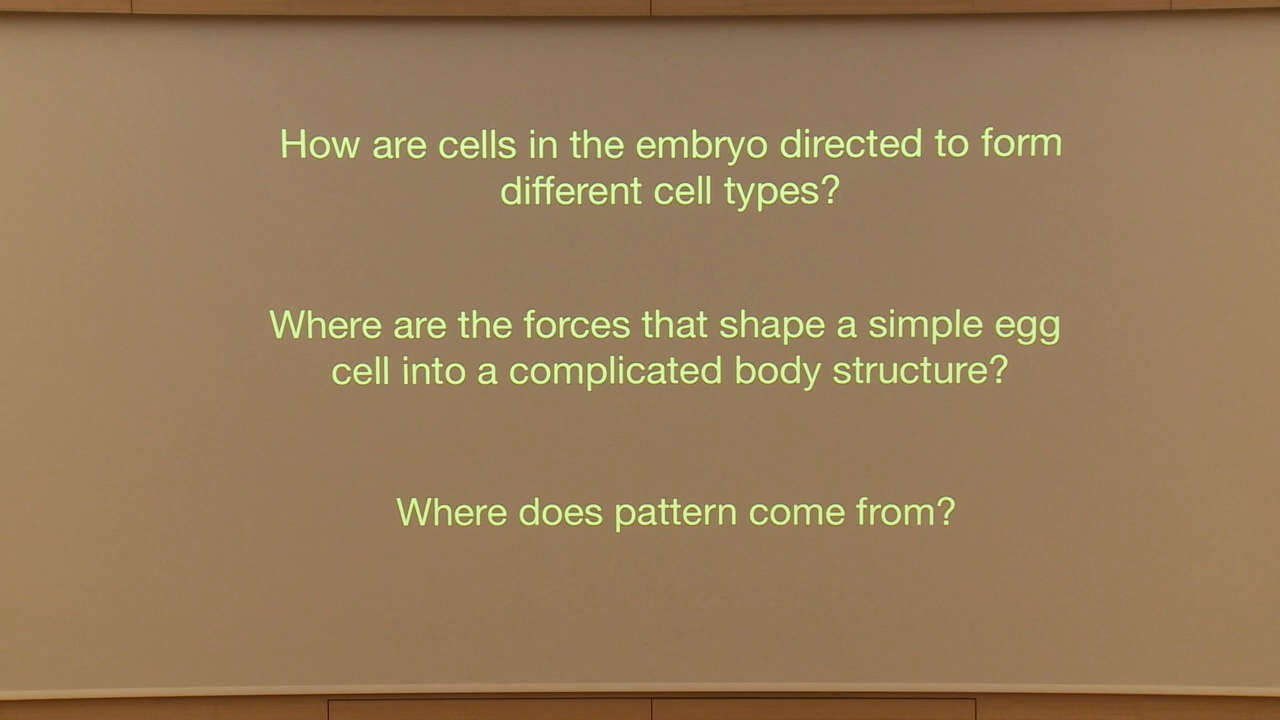 How are cells in the embryo directed to form
different cell types?
Where are the forces that shape a simple egg
cell into a complicated body structure?
Where does pattern come from?